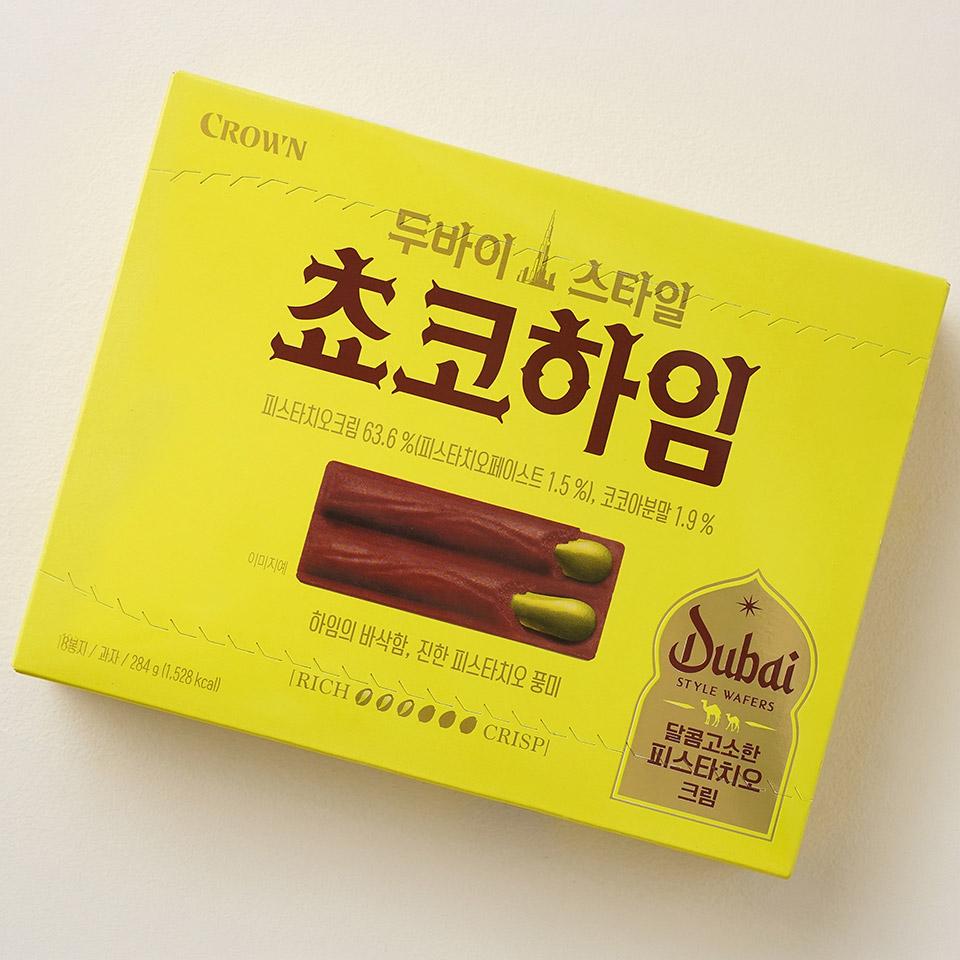 CROWN
두바이 스타일
쵸코하임
피스타치오크림 63.6 %(피스타치오페이스트 1.5 %), 코코아분말 1.9 %
이미지예
하임의 바삭함, 진한 피스타치오 풍미
RICH CRISP
18봉지 / 과자 / 284 g (1,528 kcal)
Dubai
STYLE WAFERS
달콤고소한
피스타치오
크림